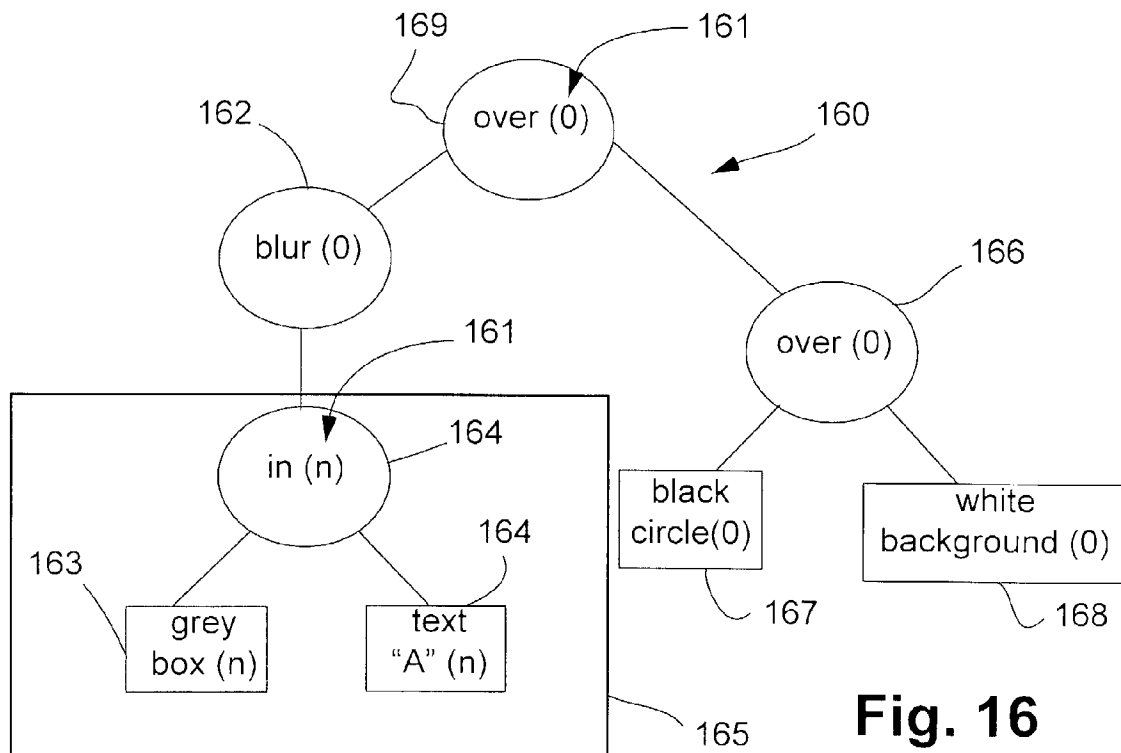 169
161
over (0)
160
162
blur (0)
166
over (0)
161
in (n)
164
black
circle(0)
white
background (0)
163
164
grey
box (n)
text
“A” (n)
167
168
165
Fig. 16